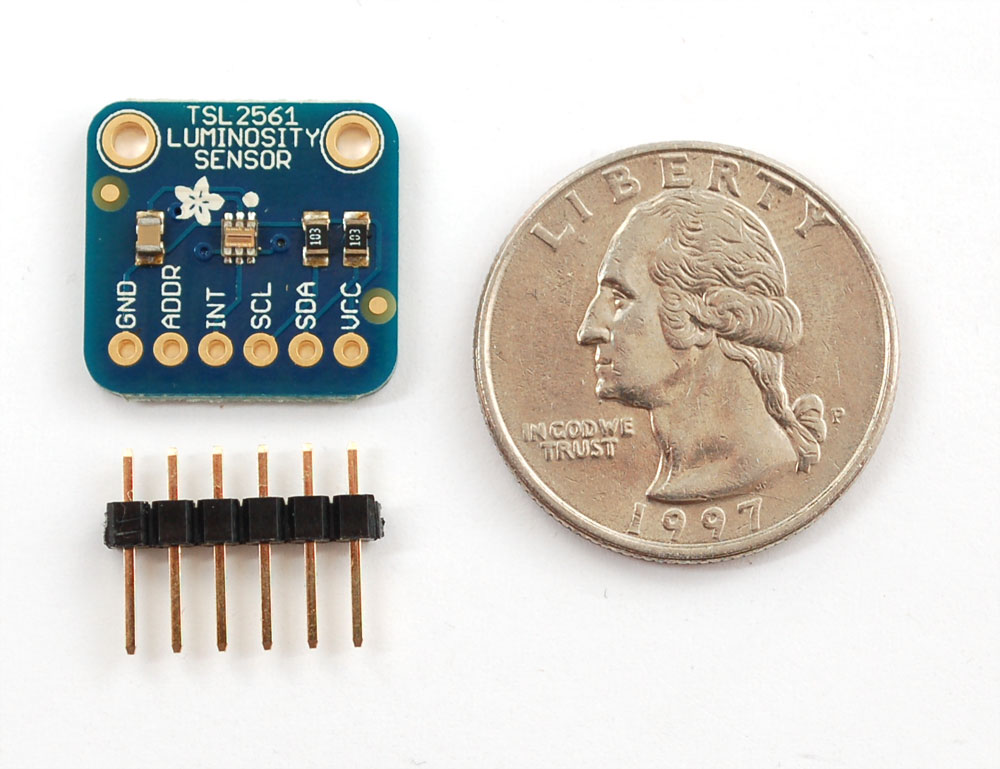 TSL2561
LUMINOSITY
SENSOR
103
103
GND
ADDR
INT
SCL
SDA
VCC
LIBERTY
IN GOD WE
TRUST
P
1997